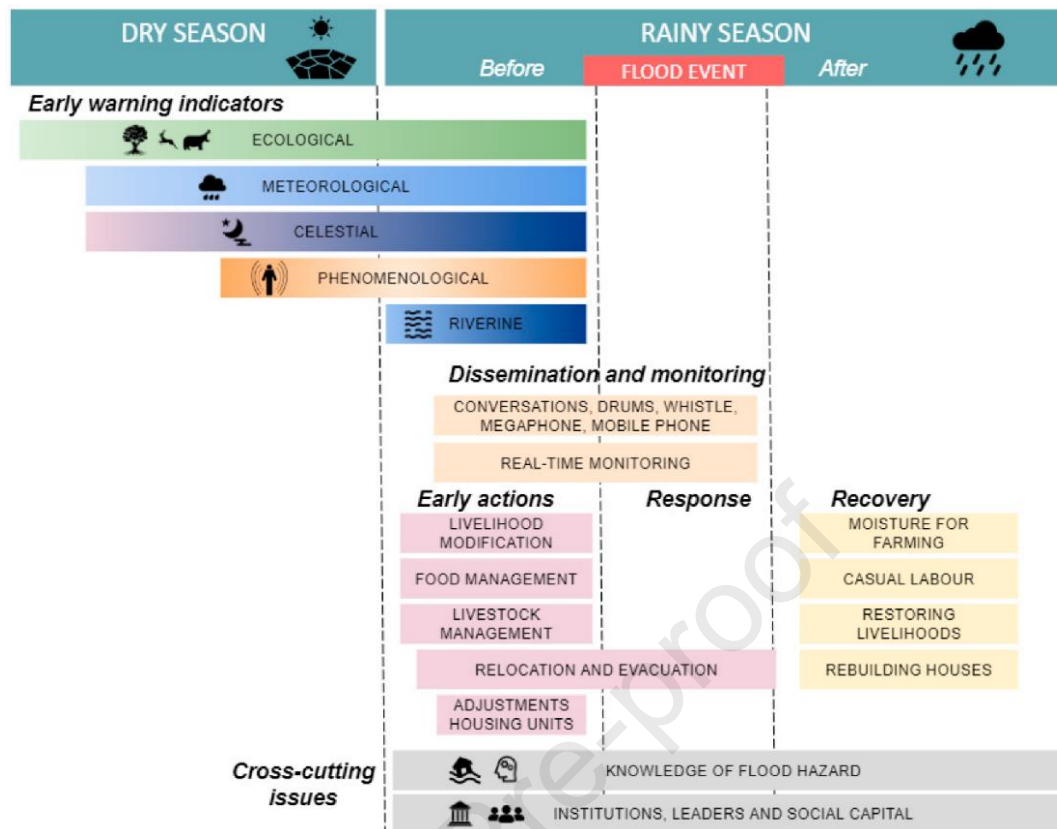 DRY SEASON
RAINY SEASON
Before
FLOOD EVENT
After
Early warning indicators
ECOLOGICAL
METEOROLOGICAL
CELESTIAL
PHENOMENOLOGICAL
RIVERINE
Dissemination and monitoring
CONVERSATIONS, DRUMS, WHISTLE,
MEGAPHONE, MOBILE PHONE
REAL-TIME MONITORING
Early actions
Response
Recovery
LIVELIHOOD
MODIFICATION
MOISTURE FOR
FARMING
FOOD MANAGEMENT
CASUAL LABOUR
LIVESTOCK
MANAGEMENT
RESTORING
LIVELIHOODS
RELOCATION AND EVACUATION
REBUILDING HOUSES
ADJUSTMENTS
HOUSING UNITS
Cross-cutting
issues
KNOWLEDGE OF FLOOD HAZARD
INSTITUTIONS, LEADERS AND SOCIAL CAPITAL
pre-proof